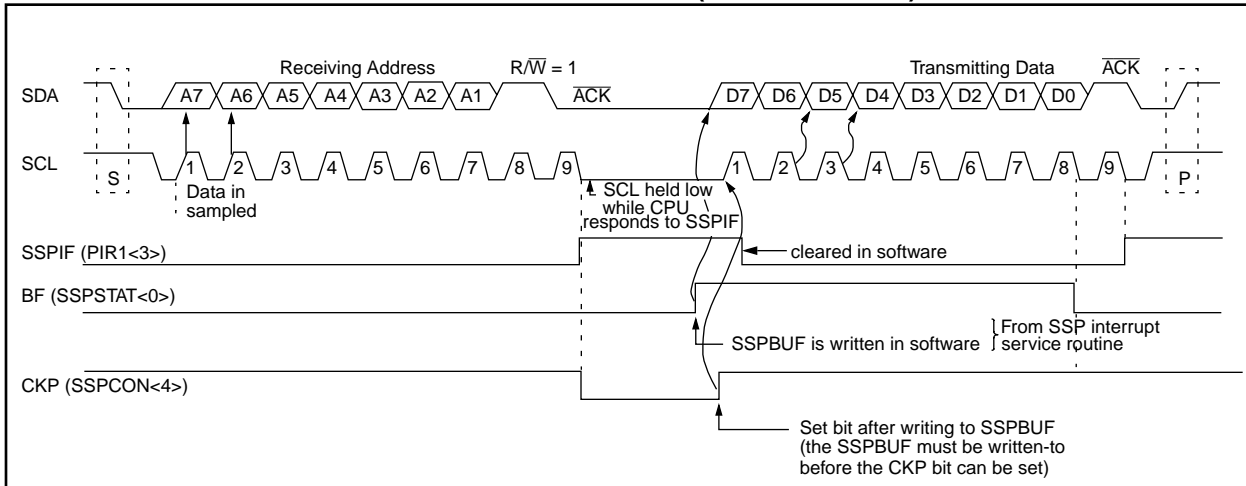 Receiving Address R/W = 1 Transmitting Data ACK
SDA A7 A6 A5 A4 A3 A2 A1 ACK D7 D6 D5 D4 D3 D2 D1 D0
SCL S 1 2 3 4 5 6 7 8 9 1 2 3 4 5 6 7 8 9 P
Data in
sampled
SCL held low
while CPU
responds to SSPIF
SSPIF (PIR1<3>)
cleared in software
BF (SSPSTAT<0>)
SSPBUF is written in software
From SSP interrupt
service routine
CKP (SSPCON<4>)
Set bit after writing to SSPBUF
(the SSPBUF must be written-to
before the CKP bit can be set)